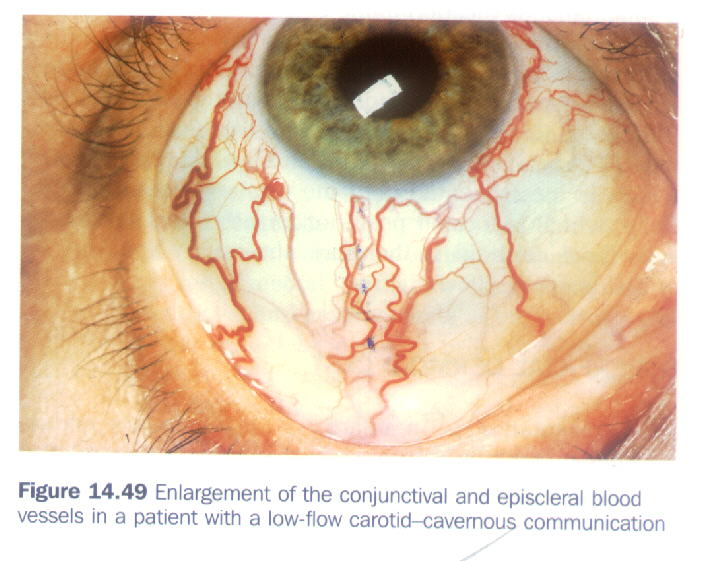 Figure 14.49 Enlargement of the conjunctival and episcleral blood
vessels in a patient with a low-flow carotid–cavernous communication